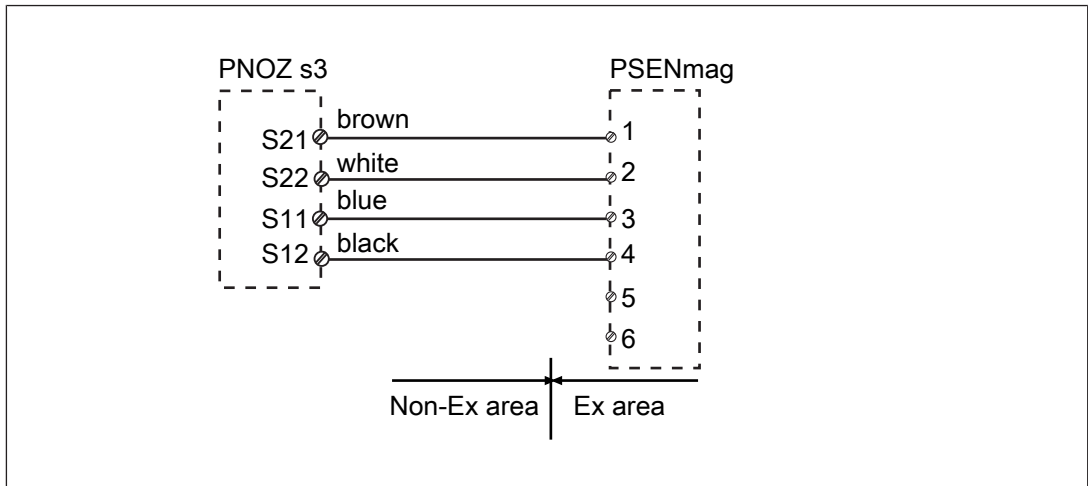 PNOZ s3 PSENmag
S21 brown 1
S22 white 2
S11 blue 3
S12 black 4
5
6
Non-Ex area Ex area